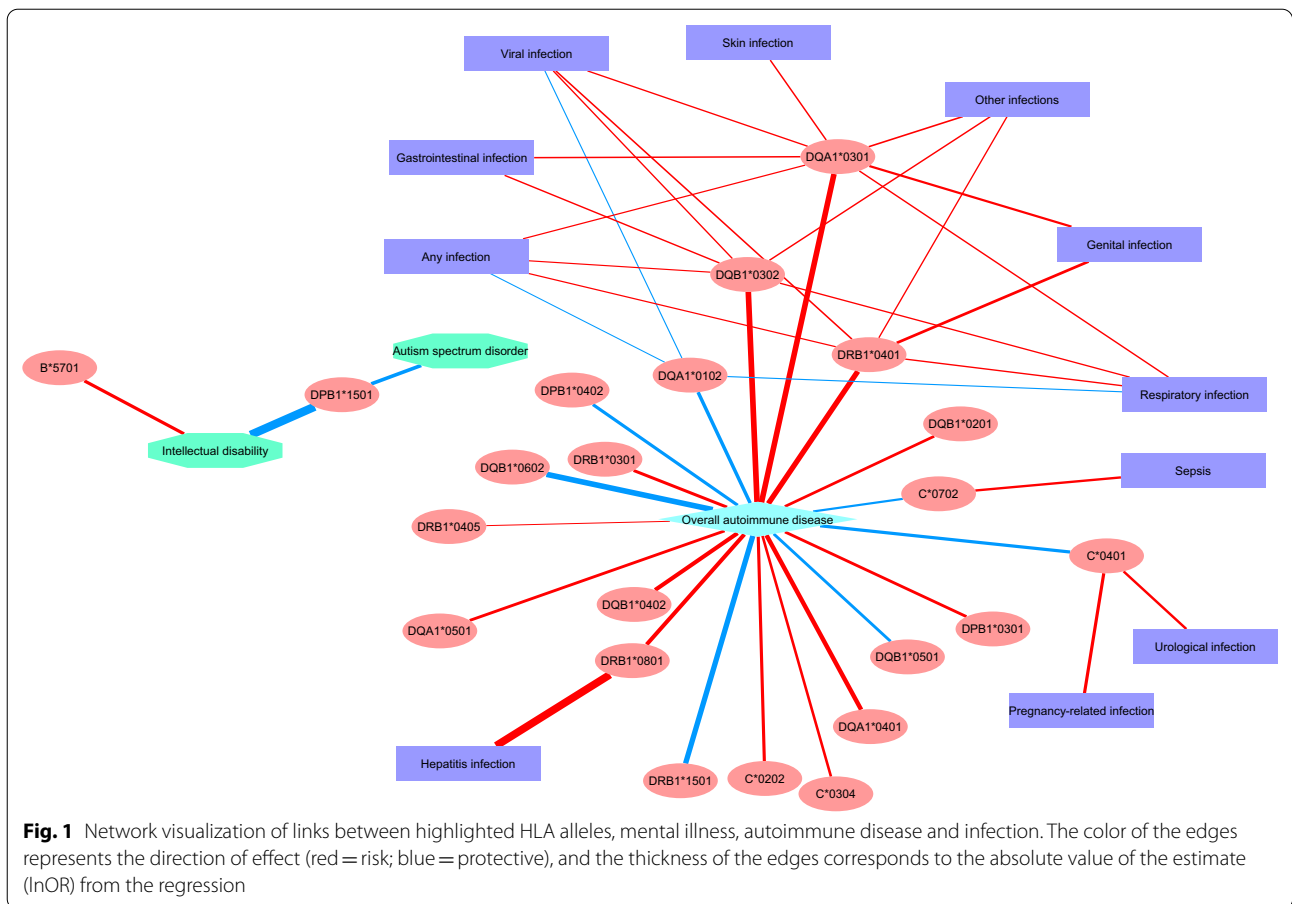 Skin infection
Viral infection
Other infections
Gastrointestinal infection
DQA1*0301
Genital infection
Any infection
DQB1*0302
Autism spectrum disorder
DRB1*0401
B*5701
DQA1*0102
DPB1*1501
DPB1*0402
Respiratory infection
DQB1*0201
Intellectual disability
DRB1*0301
DQB1*0602
Sepsis
C*0702
Overall autoimmune disease
DRB1*0405
C*0401
DQB1*0402
DQA1*0501
DPB1*0301
Urological infection
DQB1*0501
DRB1*0801
Pregnancy-related infection
DQA1*0401
Hepatitis infection
DRB1*1501
C*0202
C*0304
Fig. 1 Network visualization of links between highlighted HLA alleles, mental illness, autoimmune disease and infection. The color of the edges
represents the direction of effect (red = risk; blue = protective), and the thickness of the edges corresponds to the absolute value of the estimate
(lnOR) from the regression